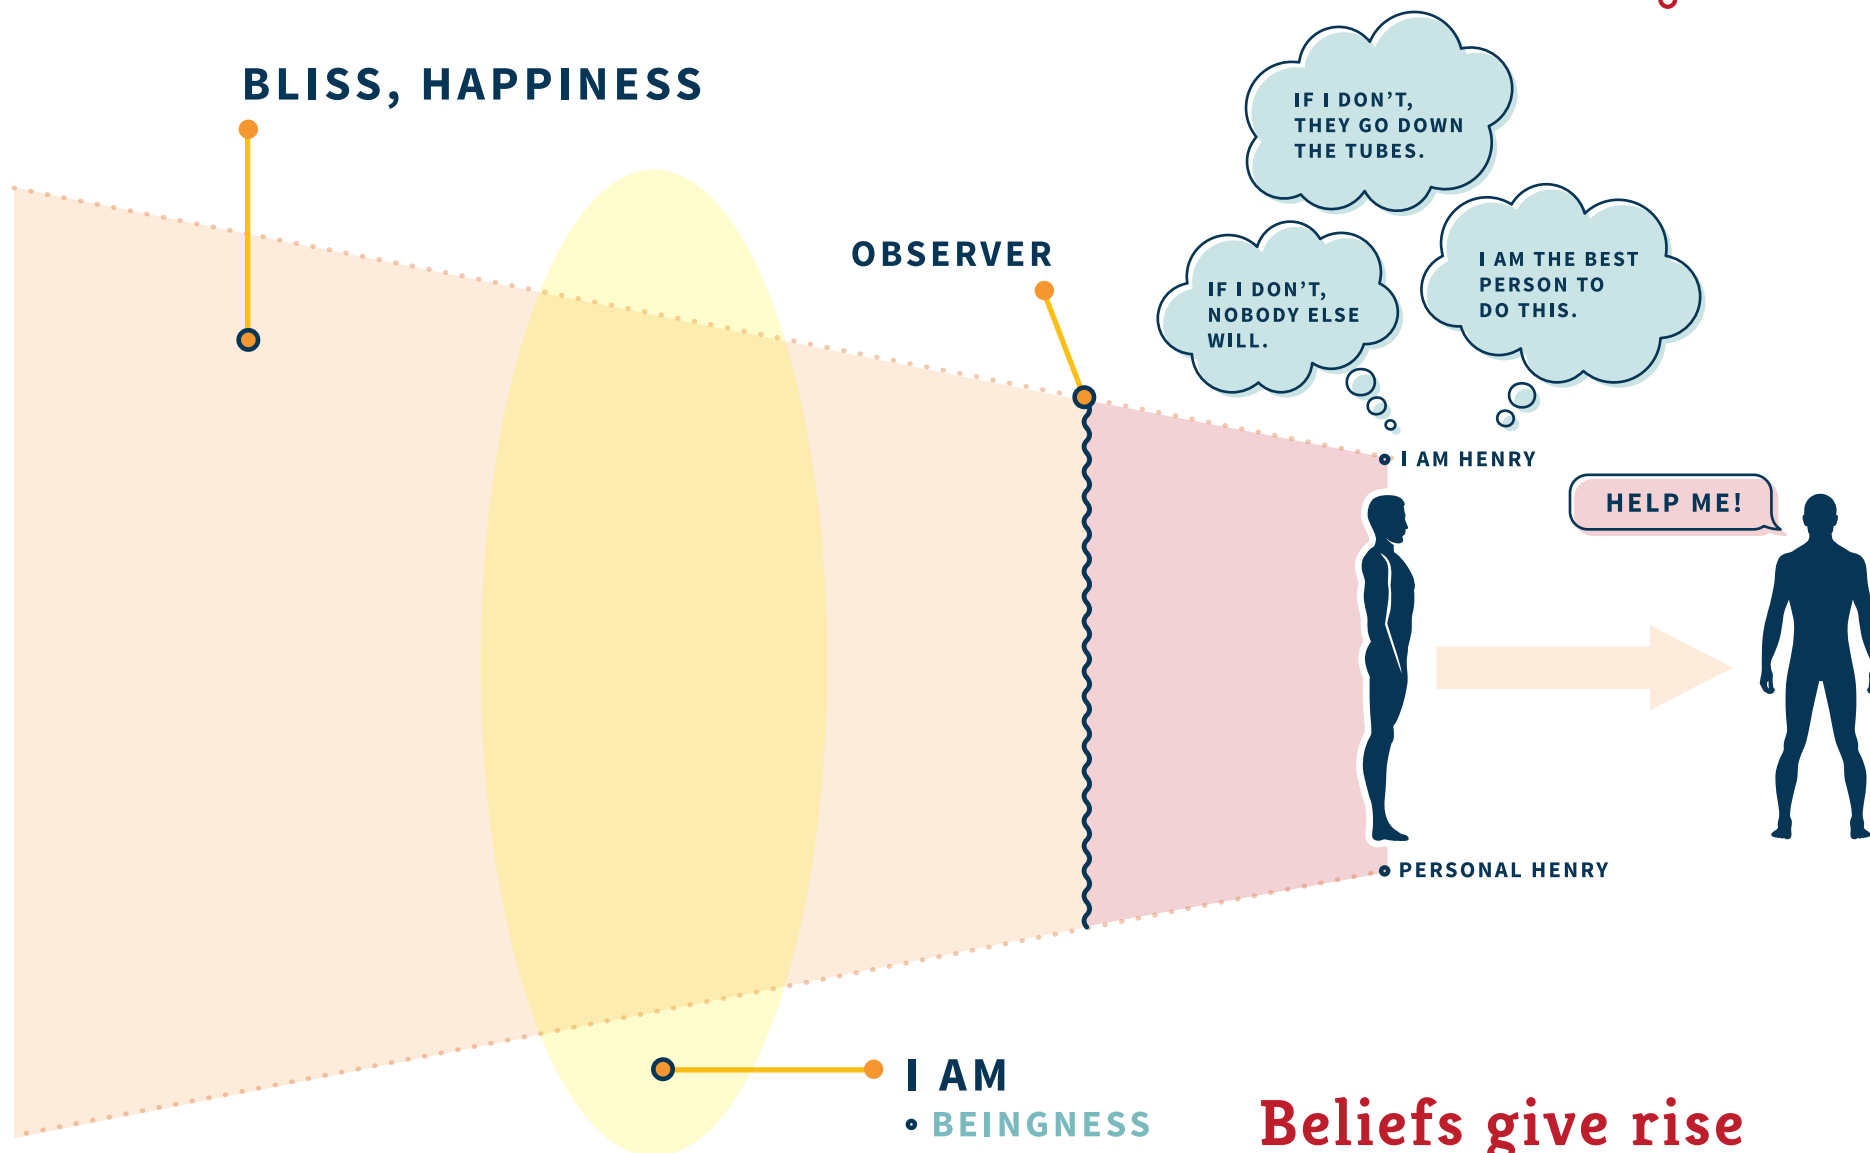 BLISS, HAPPINESS
IF I DON’T,
THEY GO DOWN
THE TUBES.
OBSERVER
IF I DON’T,
NOBODY ELSE
WILL.
I AM THE BEST
PERSON TO
DO THIS.
I AM HENRY
HELP ME!
PERSONAL HENRY
I AM
BEINGNESS
Beliefs give rise